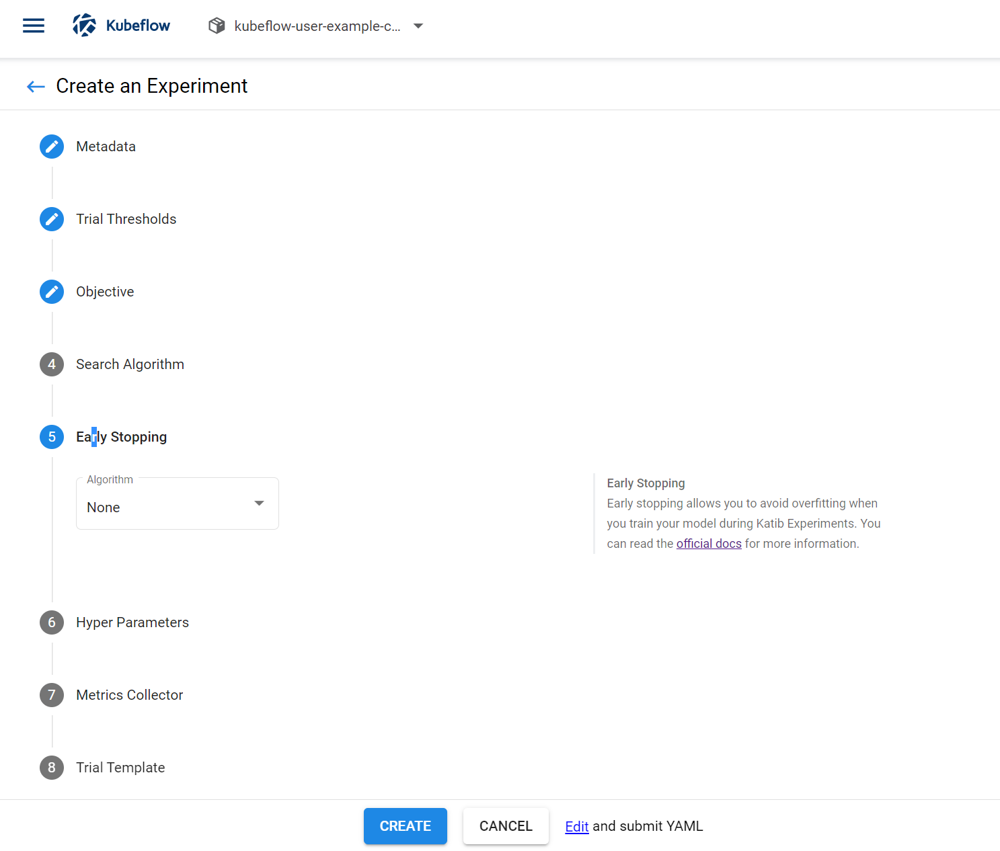 Kubeflow
kubeflow-user-example-c...
Create an Experiment
Metadata
Trial Thresholds
Objective
4 Search Algorithm
5 Early Stopping
Algorithm
None
Early Stopping
Early stopping allows you to avoid overfitting when
you train your model during Katib Experiments. You
can read the official docs for more information.
6 Hyper Parameters
7 Metrics Collector
8 Trial Template
CREATE
CANCEL
Edit and submit YAML